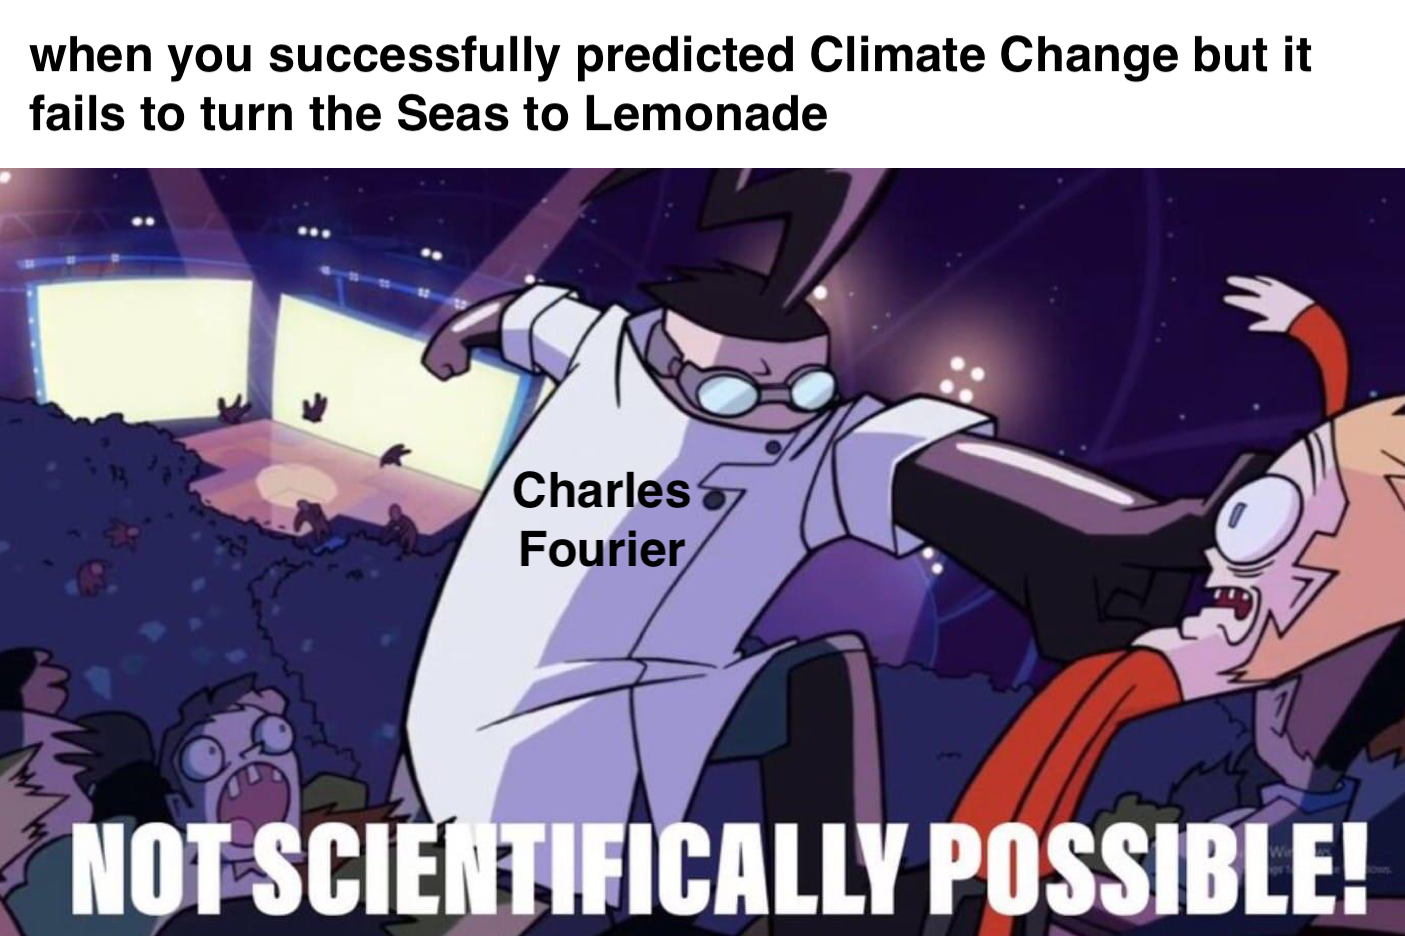 when you successfully predicted Climate Change but it
fails to turn the Seas to Lemonade
Charles
Fourier
NOT SCIENTIFICALLY POSSIBLE!